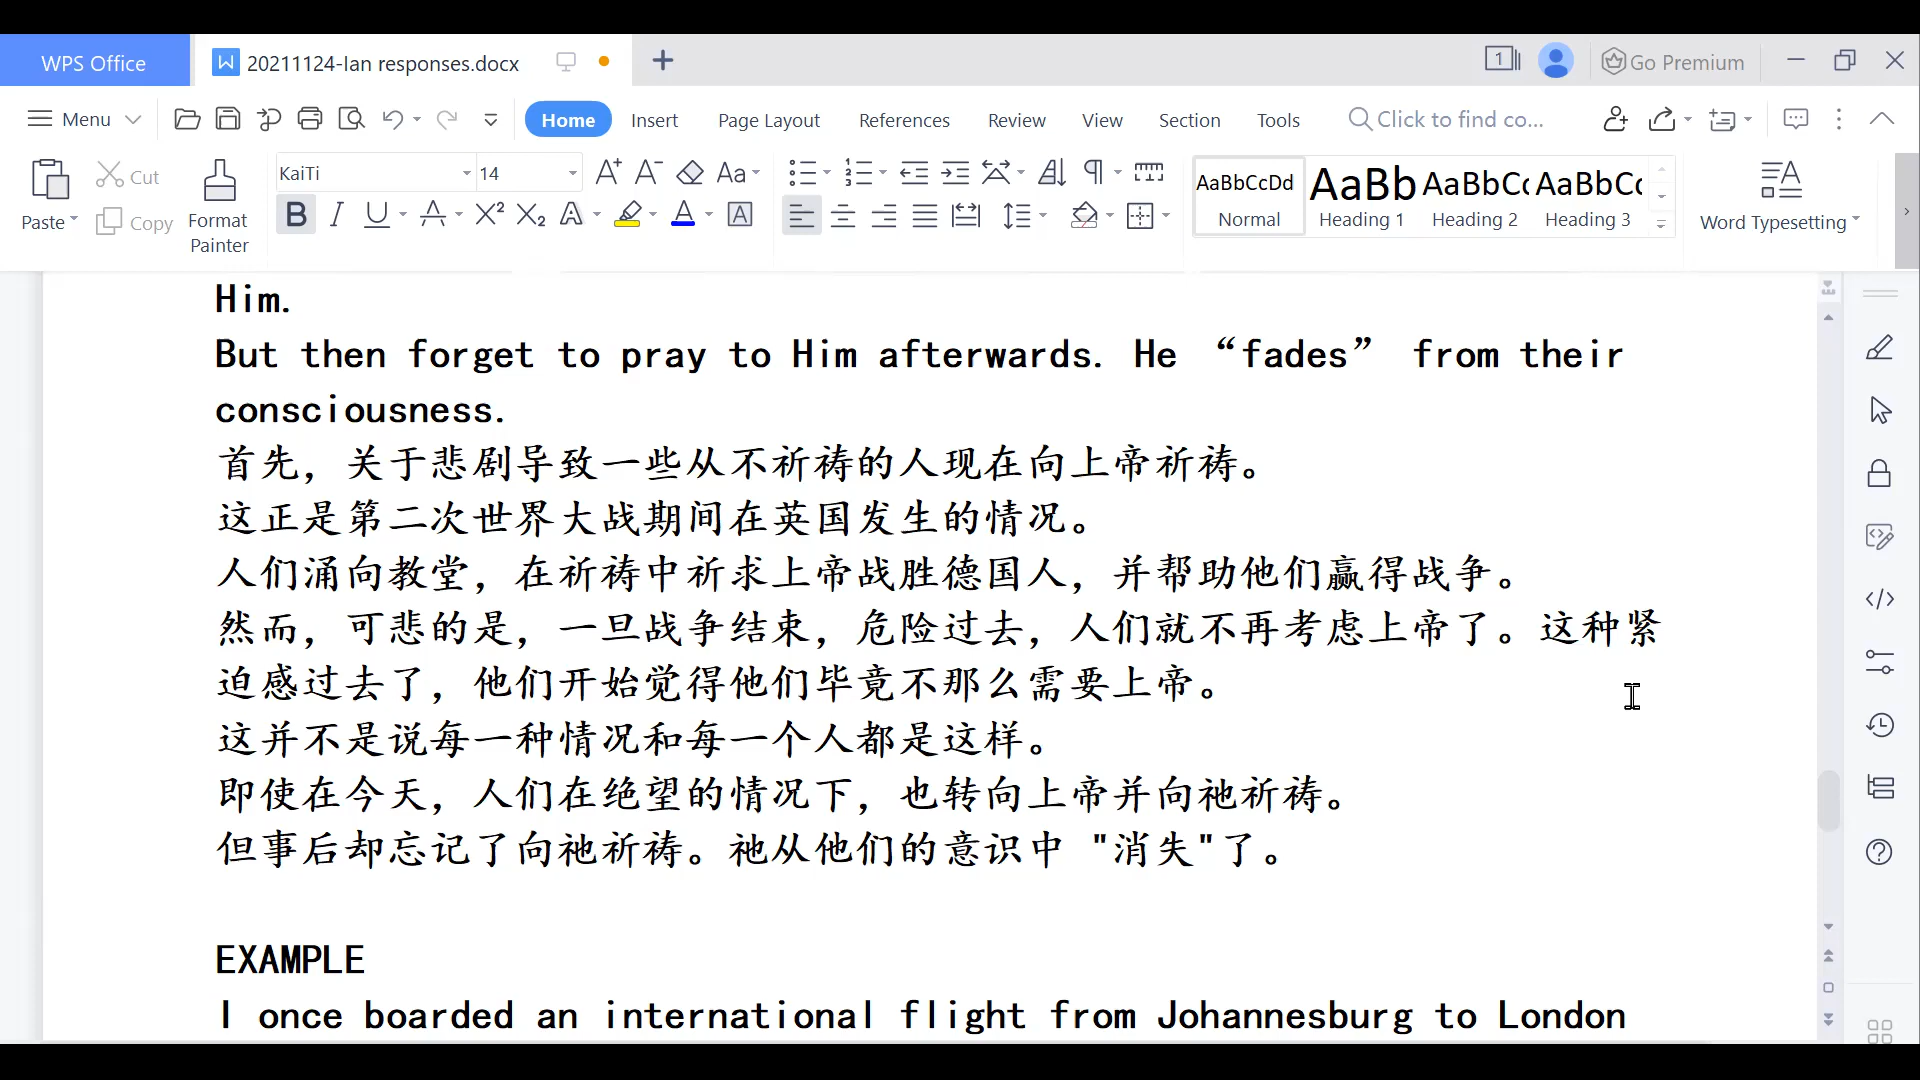 WPS Office
20211124-Ian responses.docx
1
Go Premium
Menu
Home
Insert
Page Layout
References
Review
View
Section
Tools
Click to find co...
Paste
Cut
Copy
Format
Painter
KaiTi
14
AaBbCcDd
Normal
AaBb
Heading 1
AaBbCc
Heading 2
AaBbCc
Heading 3
Word Typesetting
Him.
But then forget to pray to Him afterwards. He “fades” from their
consciousness.
首先，关于悲剧导致一些从不祈祷的人现在向上帝祈祷。
这正是第二次世界大战期间在英国发生的情况。
人们涌向教堂，在祈祷中祈求上帝战胜德国人，并帮助他们赢得战争。
然而，可悲的是，一旦战争结束，危险过去，人们就不再考虑上帝了。这种紧
迫感过去了，他们开始觉得他们毕竟不那么需要上帝。
这并不是说每一种情况和每一个人都是这样。
即使在今天，人们在绝望的情况下，也转向上帝并向祂祈祷。
但事后却忘记了向祂祈祷。祂从他们的意识中 "消失"了。
EXAMPLE
I once boarded an international flight from Johannesburg to London